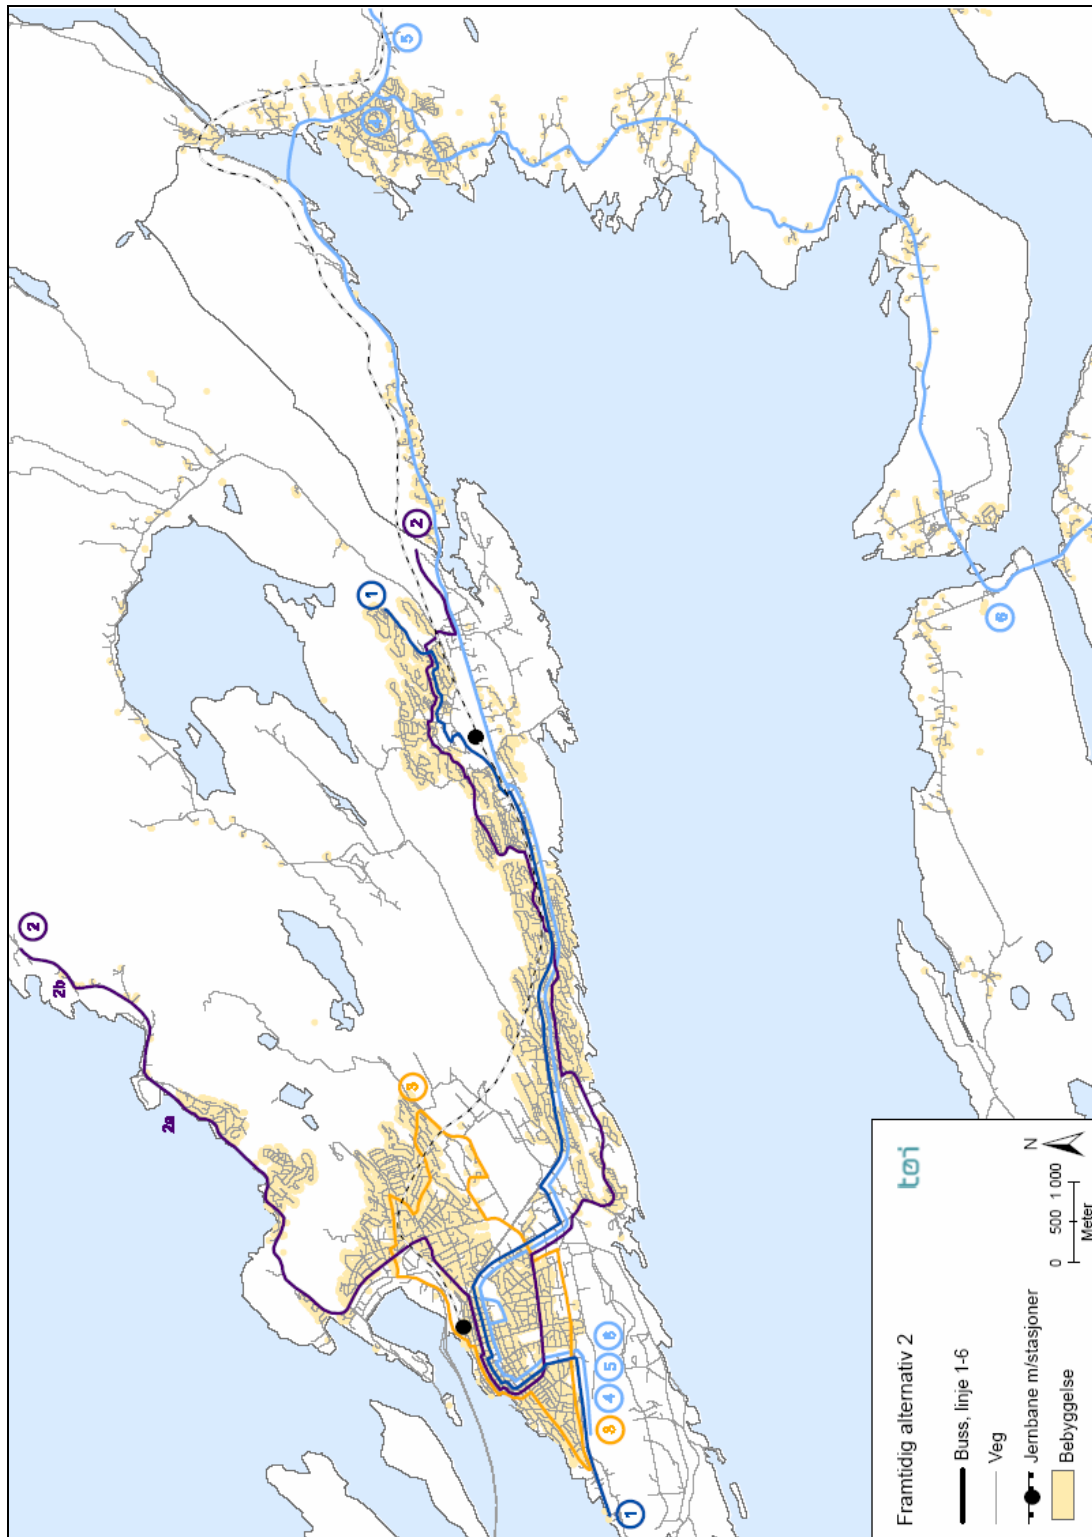 2
2b
2a
1
4
5
3
2
3 4 5 6
1
6
Framtidig alternativ 2
tøi
Buss, linje 1-6
Veg
Jernbane m/stasjoner
Bebyggelse
N
0 500 1 000
Meter